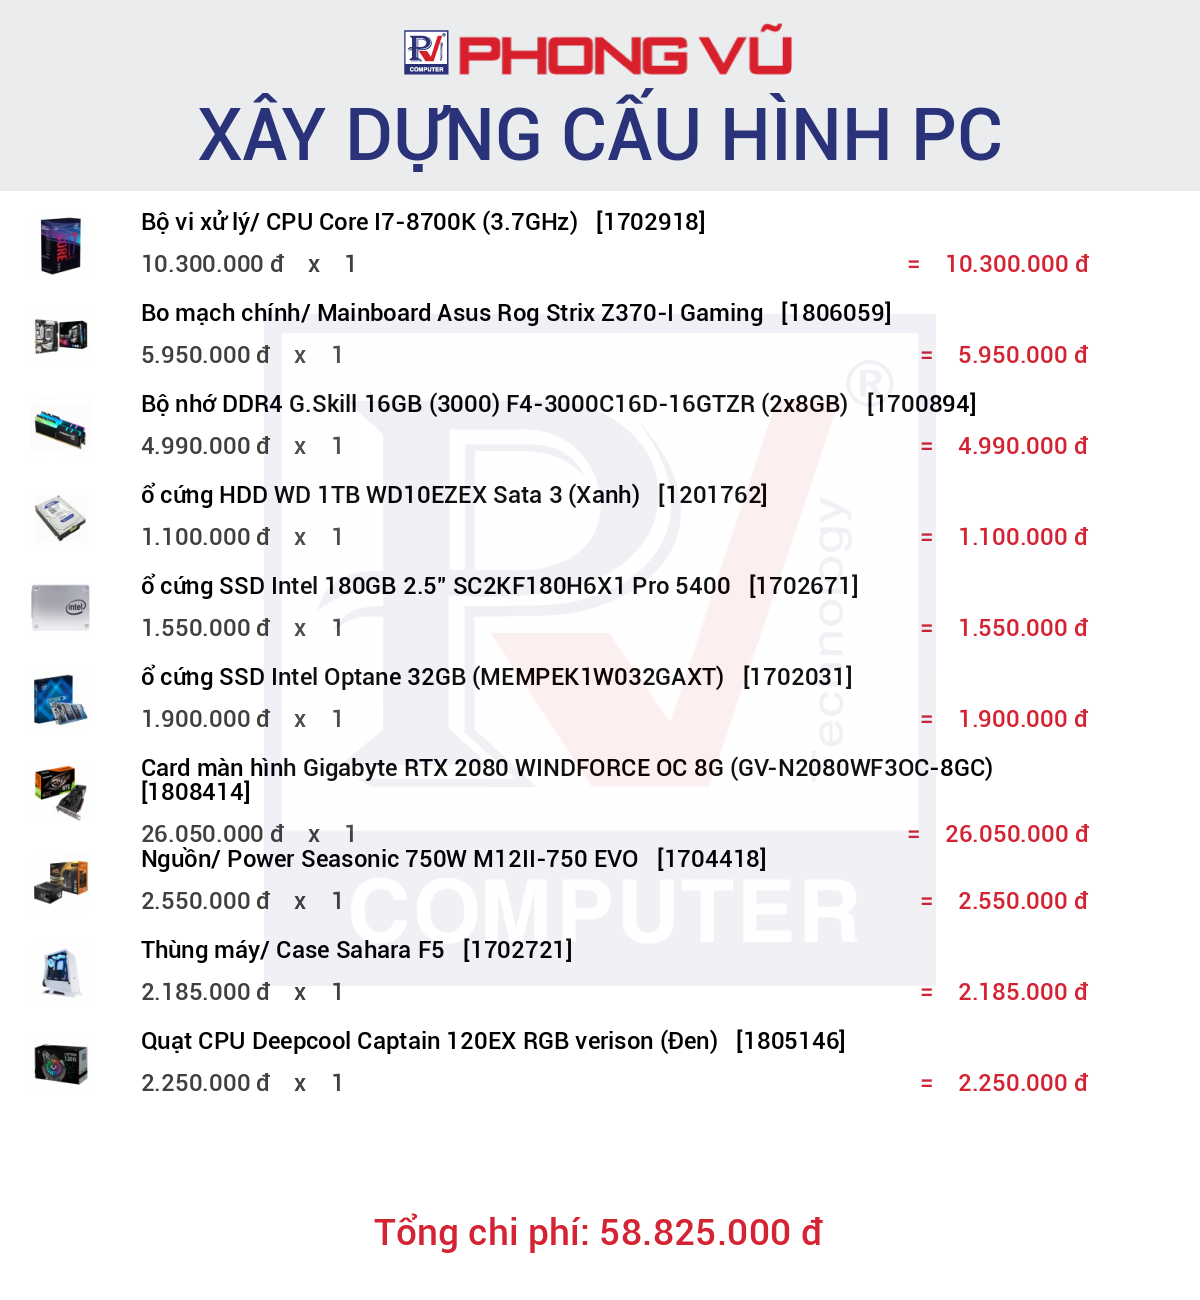 PV
COMPUTER
PHONG VŨ
XÂY DỰNG CẤU HÌNH PC
Bộ vi xử lý/ CPU Core I7-8700K (3.7GHz) [1702918]
10.300.000 đ x 1 = 10.300.000 đ
Bo mạch chính/ Mainboard Asus Rog Strix Z370-I Gaming [1806059]
5.950.000 đ x 1 = 5.950.000 đ
®
Bộ nhớ DDR4 G.Skill 16GB (3000) F4-3000C16D-16GTZR (2x8GB) [1700894]
4.990.000 đ x 1 = 4.990.000 đ
ổ cứng HDD WD 1TB WD10EZEX Sata 3 (Xanh) [1201762]
1.100.000 đ x 1 = 1.100.000 đ
Technology
ổ cứng SSD Intel 180GB 2.5" SC2KF180H6X1 Pro 5400 [1702671]
intel
1.550.000 đ x 1 = 1.550.000 đ
ổ cứng SSD Intel Optane 32GB (MEMPEK1W032GAXT) [1702031]
1.900.000 đ x 1 = 1.900.000 đ
Card màn hình Gigabyte RTX 2080 WINDFORCE OC 8G (GV-N2080WF3OC-8GC)
[1808414]
26.050.000 đ x 1 = 26.050.000 đ
Nguồn/ Power Seasonic 750W M12II-750 EVO [1704418]
2.550.000 đ x 1 = 2.550.000 đ
COMPUTER
Thùng máy/ Case Sahara F5 [1702721]
2.185.000 đ x 1 = 2.185.000 đ
Quạt CPU Deepcool Captain 120EX RGB verison (Đen) [1805146]
2.250.000 đ x 1 = 2.250.000 đ
Tổng chi phí: 58.825.000 đ